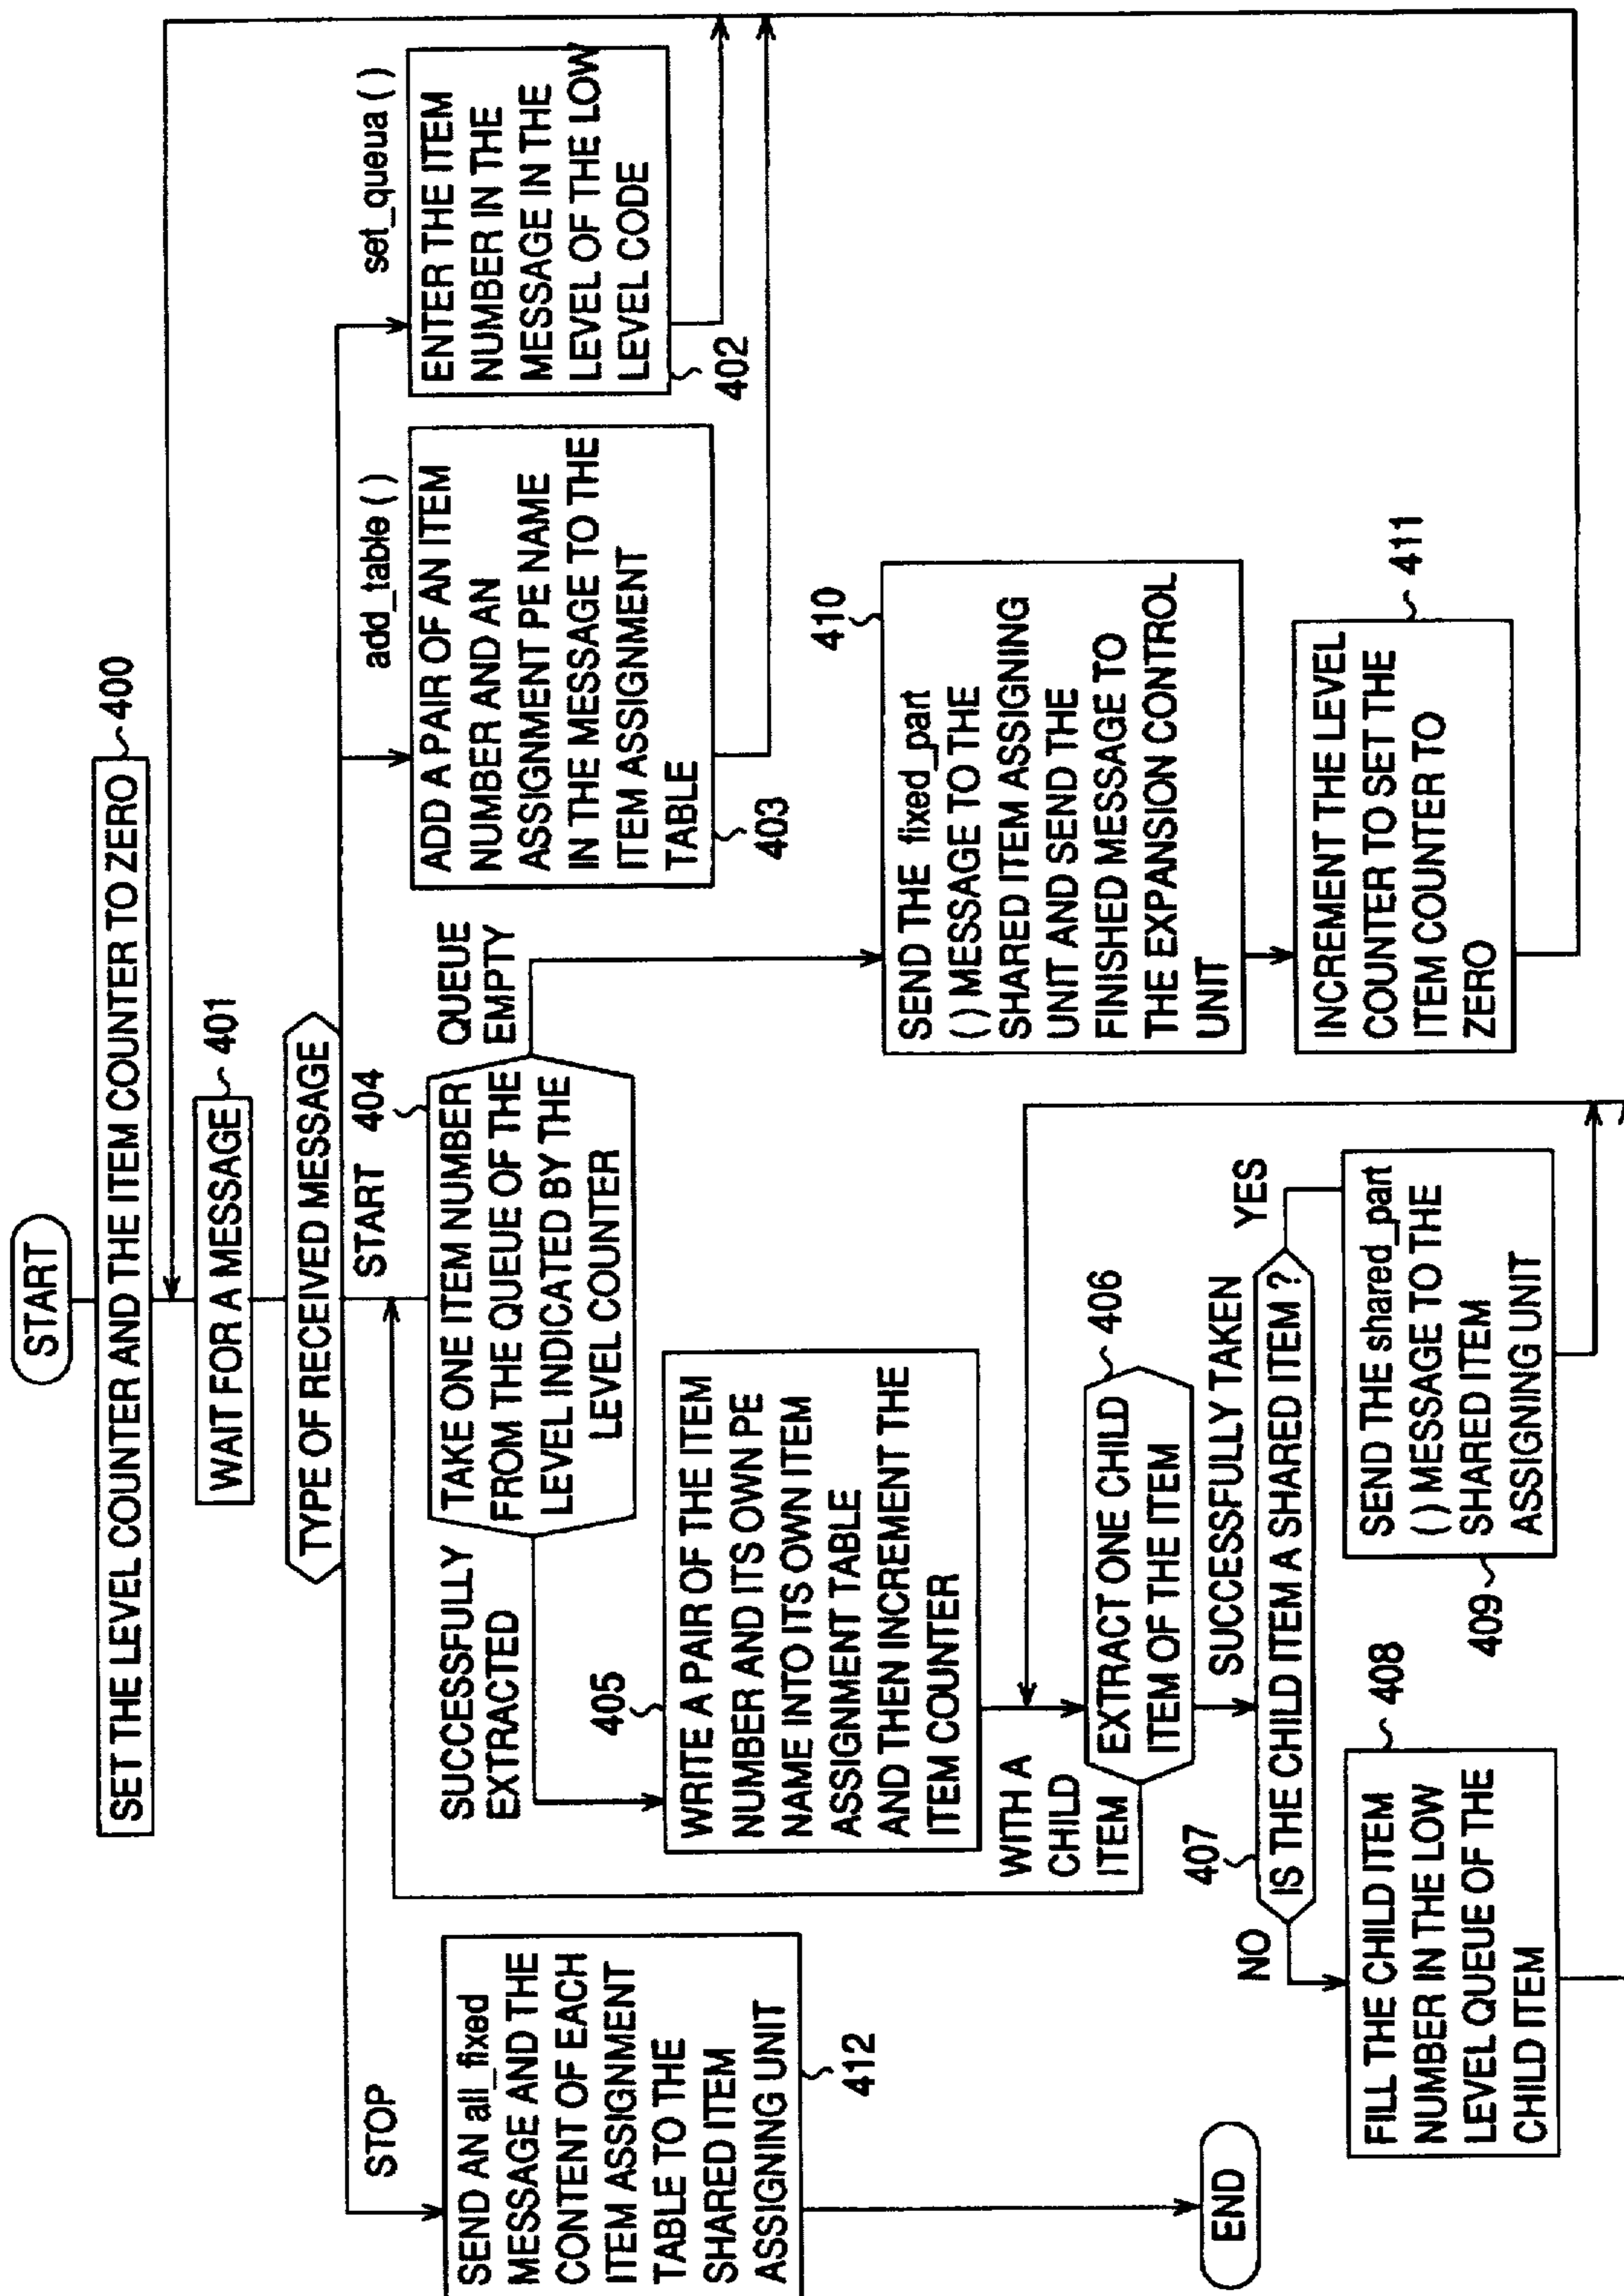 START
SET THE LEVEL COUNTER AND THE ITEM COUNTER TO ZERO
400
WAIT FOR A MESSAGE
401
TYPE OF RECEIVED MESSAGE
STOP
START
404
add_table ( )
set_queua ( )
SEND AN all_fixed
MESSAGE AND THE
CONTENT OF EACH
ITEM ASSIGNMENT
TABLE TO THE
SHARED ITEM
ASSIGNING UNIT
412
END
SUCCESSFULLY
EXTRACTED
TAKE ONE ITEM NUMBER
FROM THE QUEUE OF THE
LEVEL INDICATED BY THE
LEVEL COUNTER
QUEUE
EMPTY
ADD A PAIR OF AN ITEM
NUMBER AND AN
ASSIGNMENT PE NAME
IN THE MESSAGE TO THE
ITEM ASSIGNMENT
TABLE
403
ENTER THE ITEM
NUMBER IN THE
MESSAGE IN THE
LEVEL OF THE LOW
LEVEL CODE
402
405
WRITE A PAIR OF THE ITEM
NUMBER AND ITS OWN PE
NAME INTO ITS OWN ITEM
ASSIGNMENT TABLE
AND THEN INCREMENT THE
ITEM COUNTER
WITH A
CHILD
ITEM
EXTRACT ONE CHILD
ITEM OF THE ITEM
406
SUCCESSFULLY TAKEN
407
IS THE CHILD ITEM A SHARED ITEM ?
NO
YES
408
FILL THE CHILD ITEM
NUMBER IN THE LOW
LEVEL QUEUE OF THE
CHILD ITEM
SEND THE shared_part
( ) MESSAGE TO THE
SHARED ITEM
ASSIGNING UNIT
409
410
SEND THE fixed_part
( ) MESSAGE TO THE
SHARED ITEM ASSIGNING
UNIT AND SEND THE
FINISHED MESSAGE TO
THE EXPANSION CONTROL
UNIT
INCREMENT THE LEVEL
COUNTER TO SET THE
ITEM COUNTER TO
ZERO
411